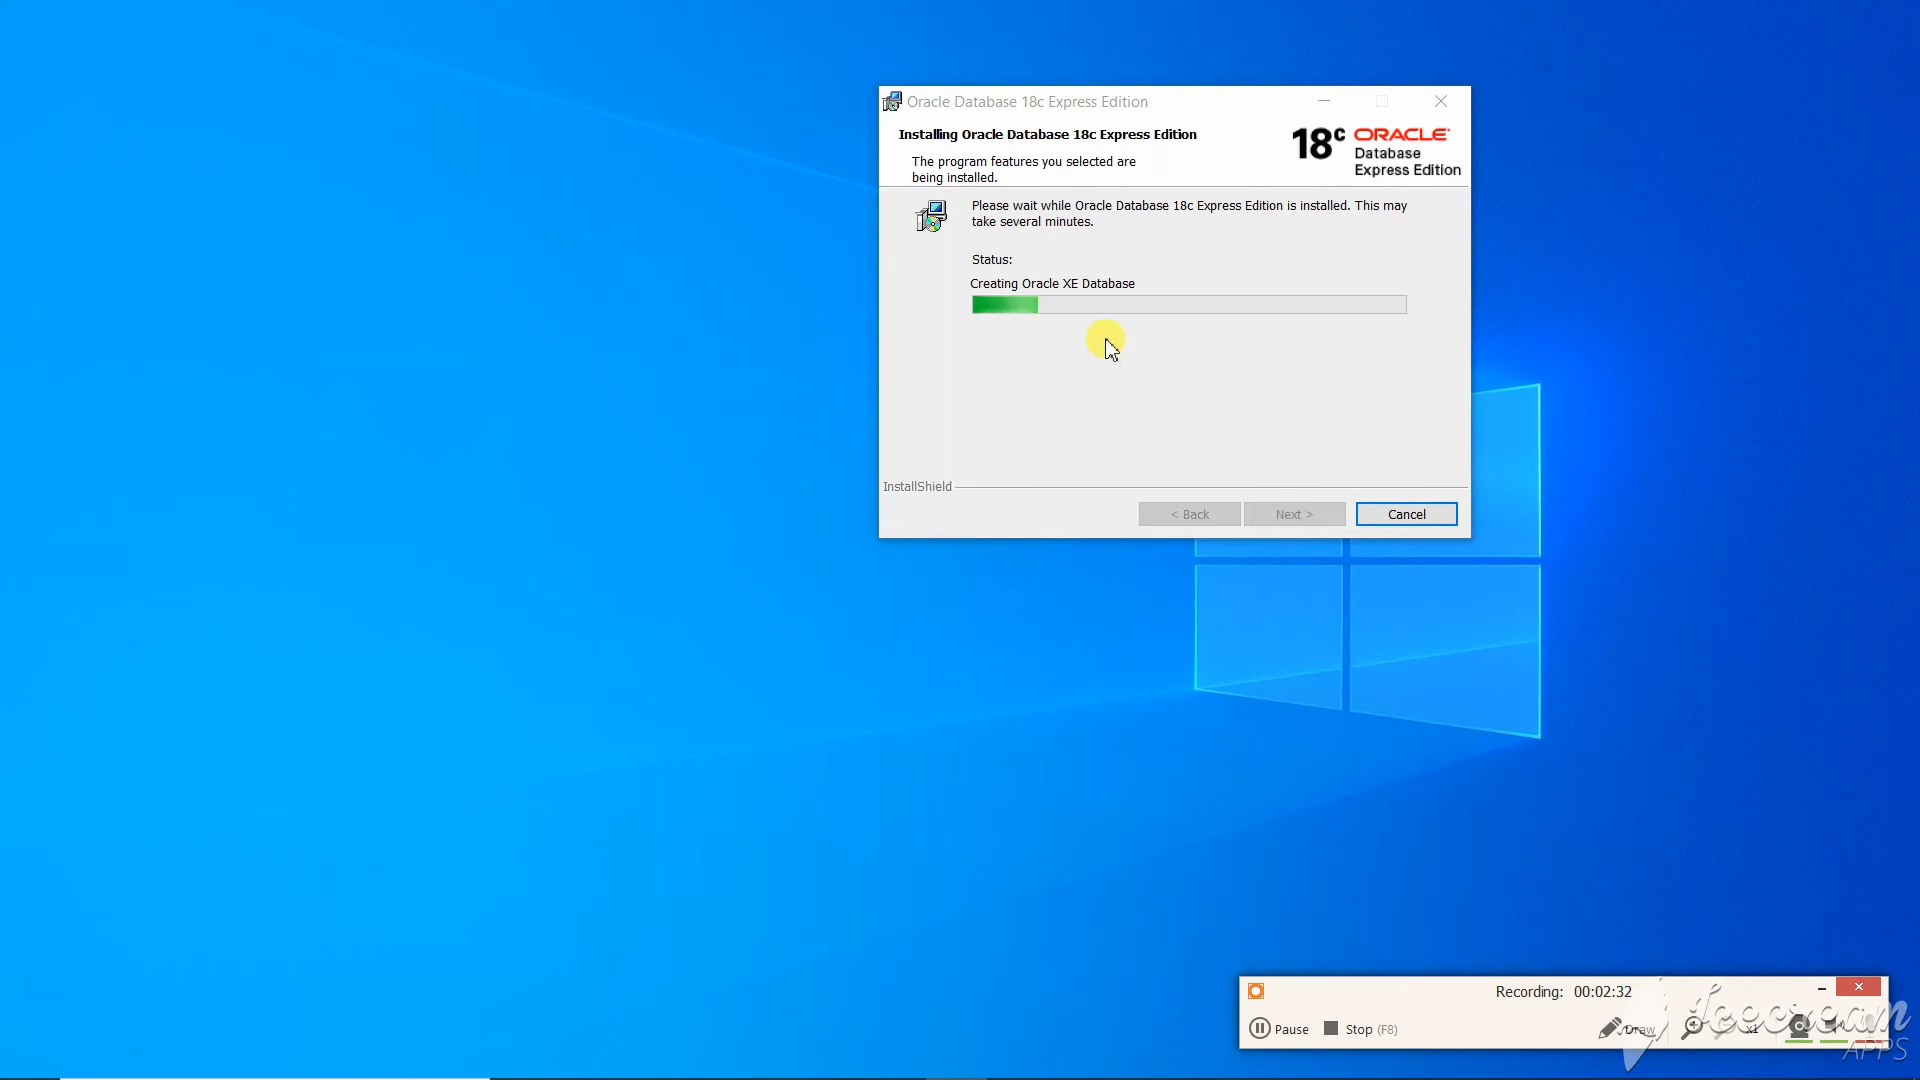 Oracle Database 18c Express Edition
Installing Oracle Database 18c Express Edition
The program features you selected are
being installed.
18c ORACLE
Database
Express Edition
Please wait while Oracle Database 18c Express Edition is installed. This may
take several minutes.
Status:
Creating Oracle XE Database
InstallShield
< Back
Next >
Cancel
Recording: 00:02:32
Pause
Stop (F8)
Draw
x1
Icecream
APPS